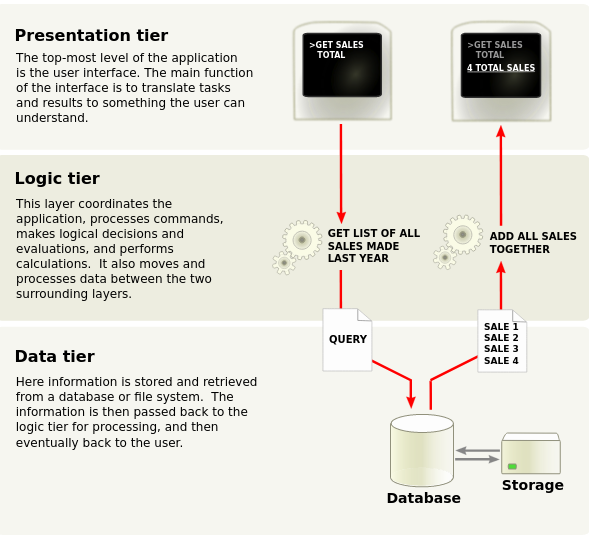 Presentation tier
The top-most level of the application
is the user interface. The main function
of the interface is to translate tasks
and results to something the user can
understand.
>GET SALES
TOTAL
>GET SALES
TOTAL
4 TOTAL SALES
Logic tier
This layer coordinates the
application, processes commands,
makes logical decisions and
evaluations, and performs
calculations.  It also moves and
processes data between the two
surrounding layers.
GET LIST OF ALL
SALES MADE
LAST YEAR
ADD ALL SALES
TOGETHER
QUERY
SALE 1
SALE 2
SALE 3
SALE 4
Data tier
Here information is stored and retrieved
from a database or file system.  The
information is then passed back to the
logic tier for processing, and then
eventually back to the user.
Database
Storage